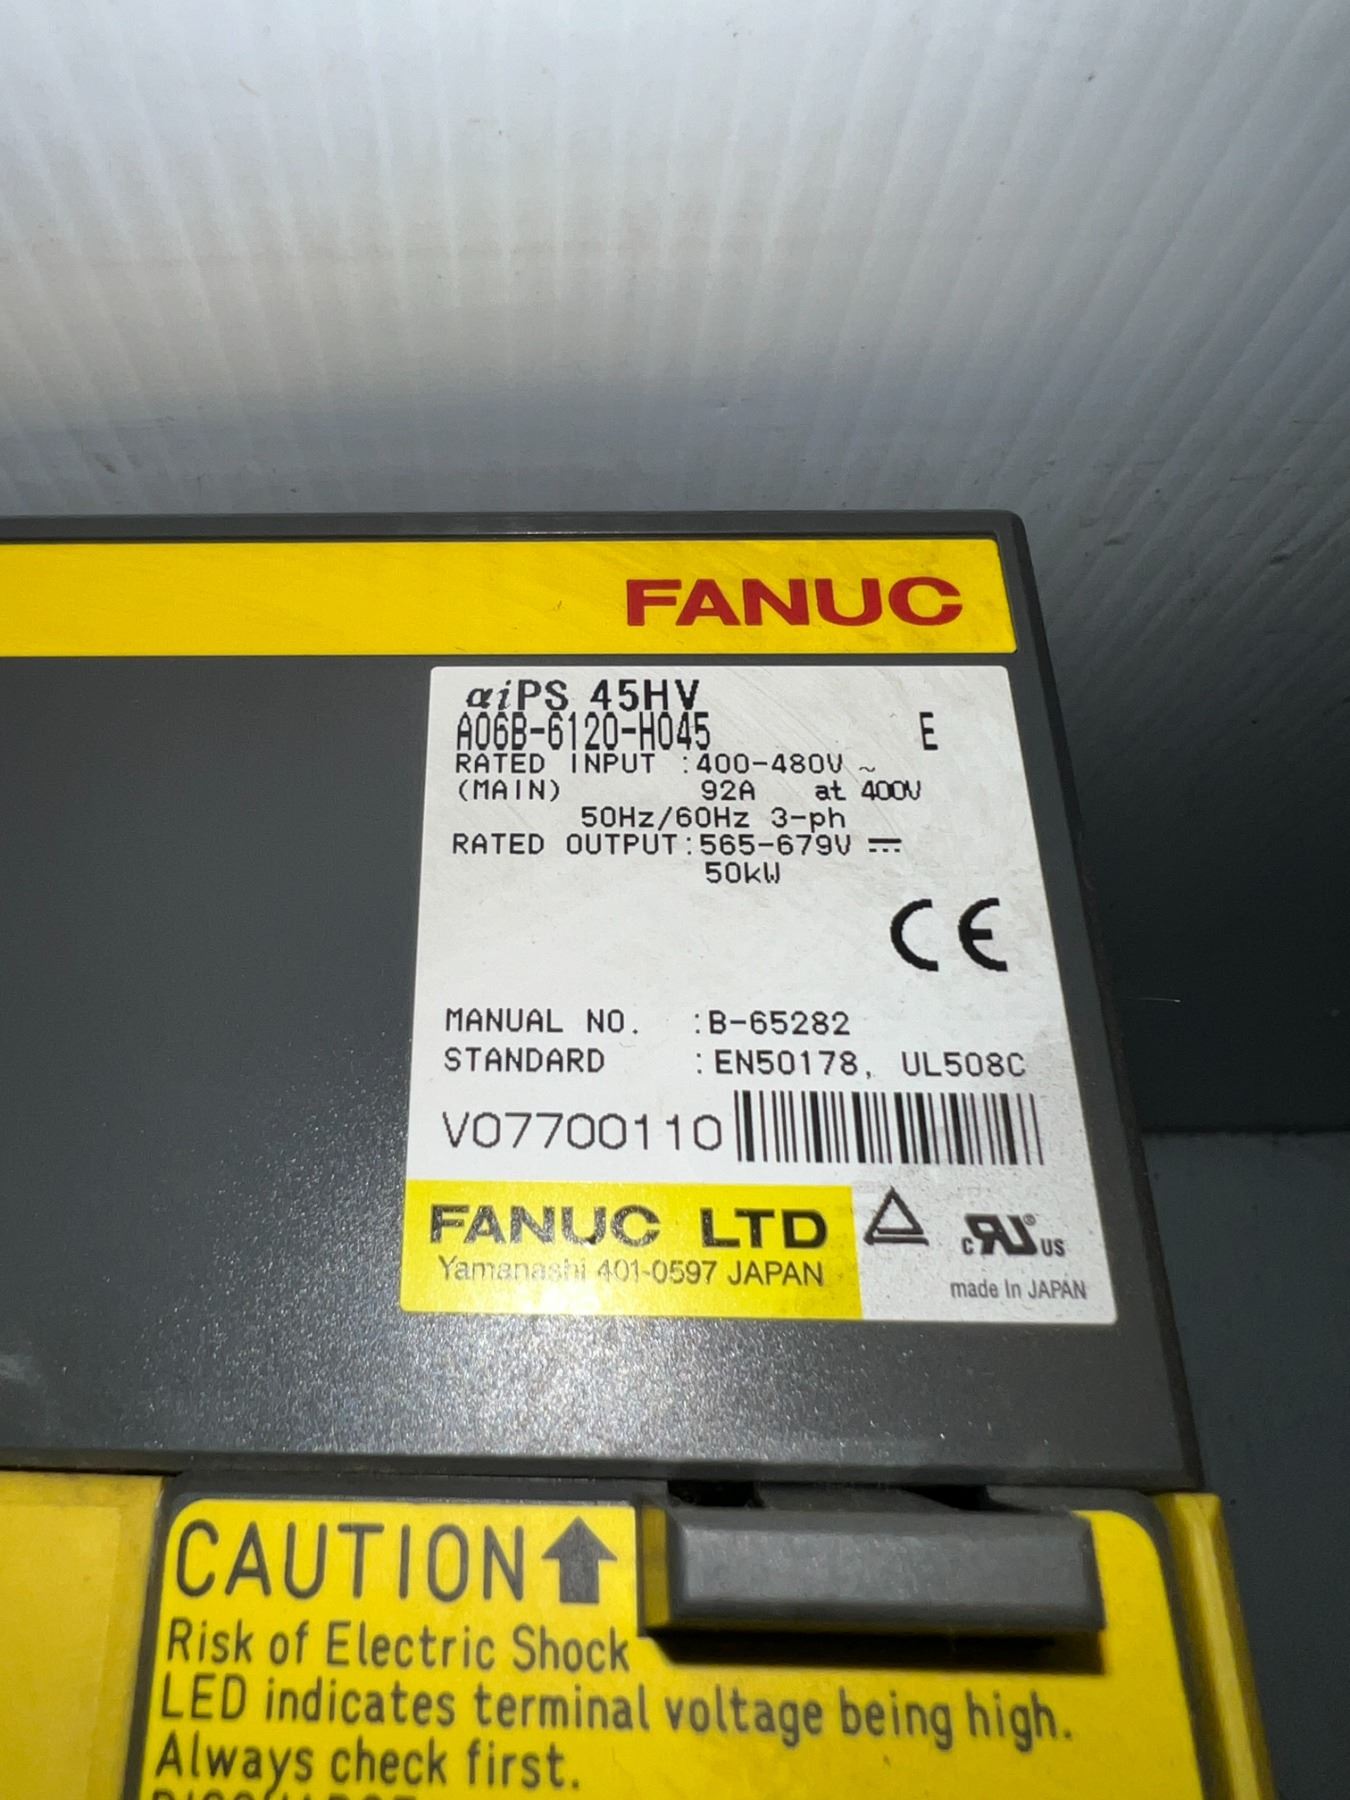 FANUC
αiPS 45HV
A06B-6120-H045 E
RATED INPUT :400-480V ~
(MAIN) 92A at 400V
50Hz/60Hz 3-ph
RATED OUTPUT:565-679V ⎓
50kW
CE
MANUAL NO. :B-65282
STANDARD :EN50178, UL508C
V07700110
FANUC LTD
Yamanashi 401-0597 JAPAN
c RU ® US
made In JAPAN
CAUTION
Risk of Electric Shock
LED indicates terminal voltage being high.
Always check first.